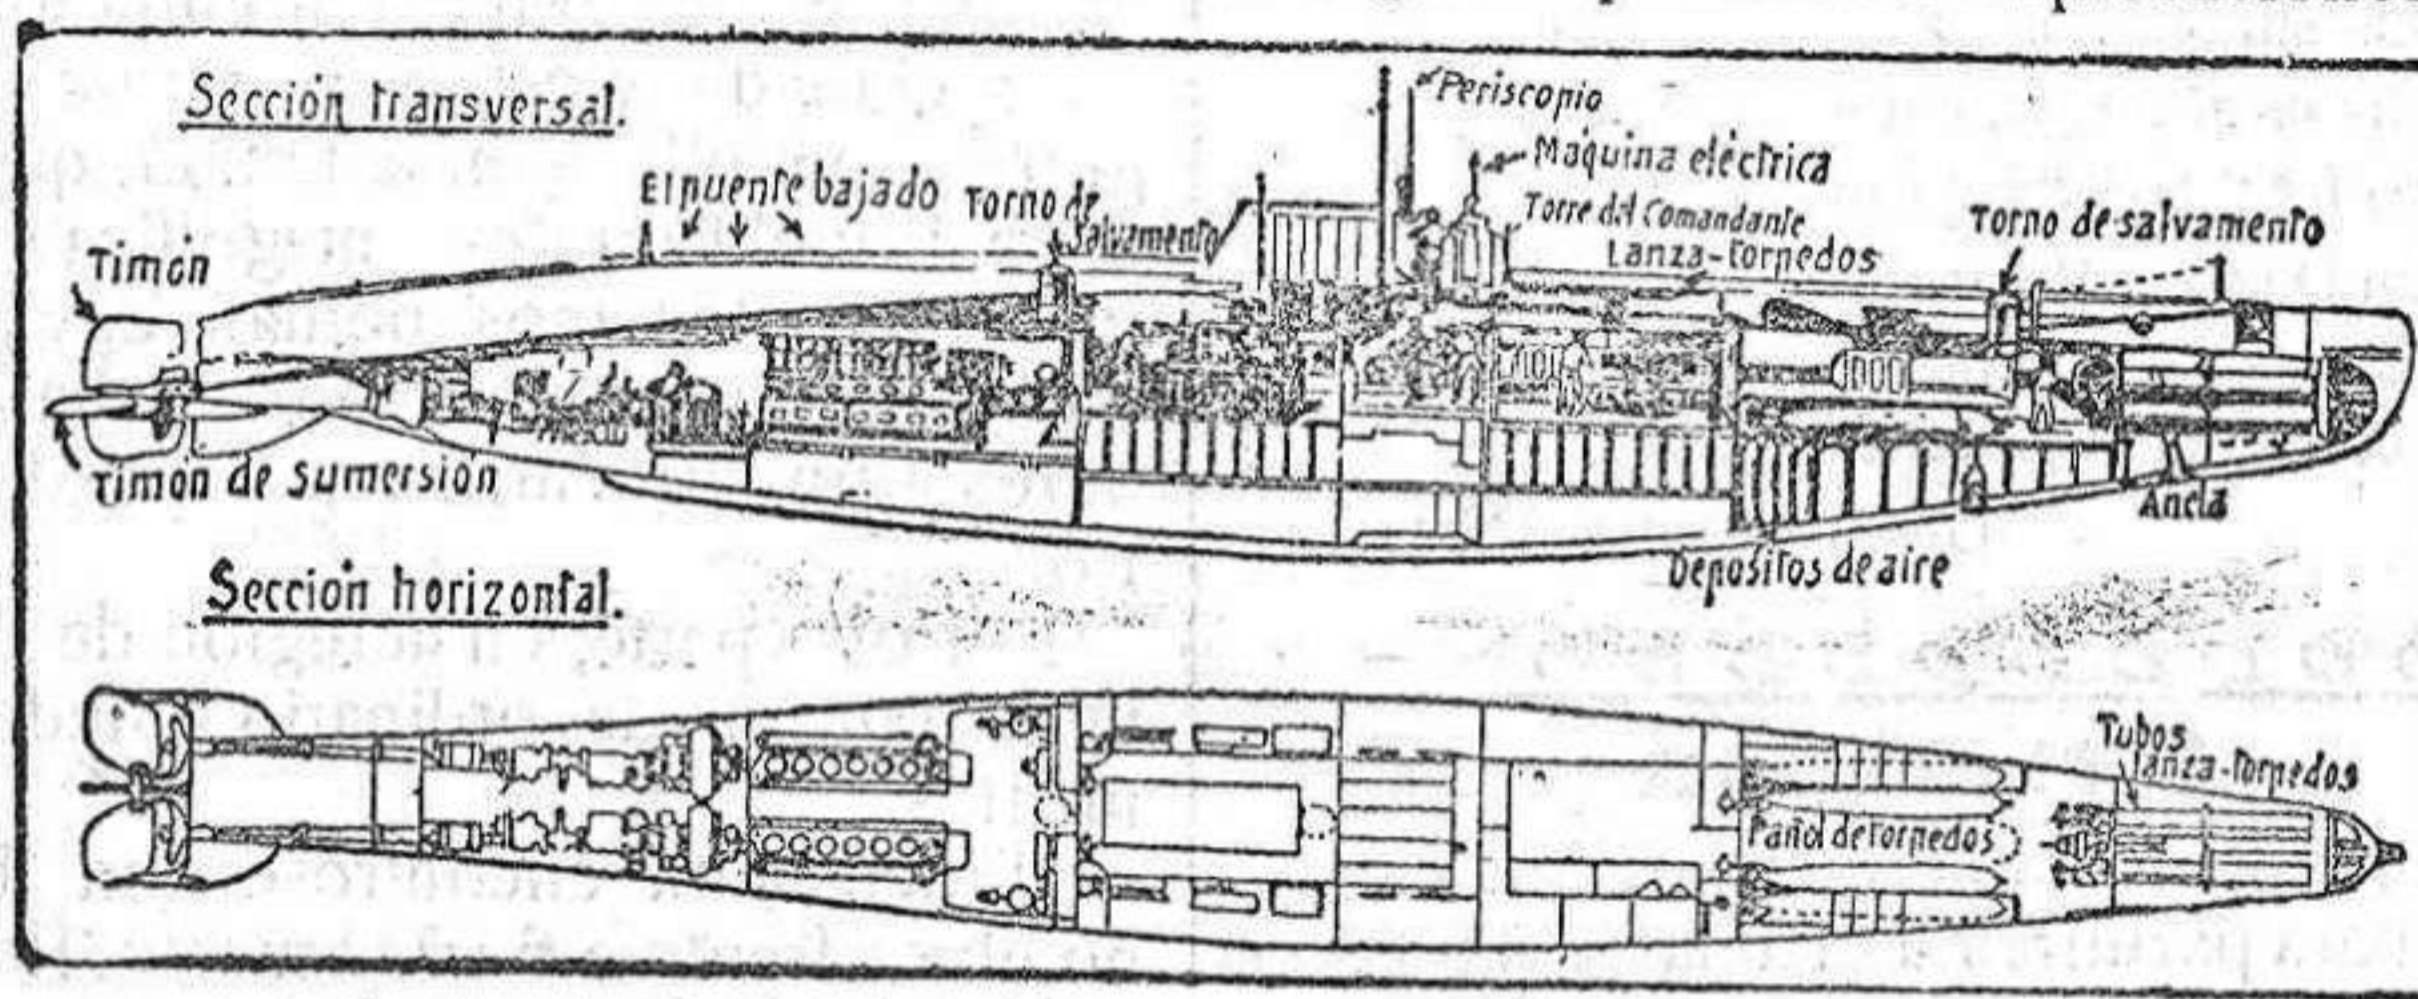 Sección transversal.
Periscopio
Máquina eléctrica
El puente bajado
Torno de
Salvamento
Torre del Comandante
Lanza-torpedos
Torno de salvamento
Timón
Timón de Sumersión
Ancla
Depósitos de aire
Sección horizontal.
Tubos
lanza-torpedos
Pañol de torpedos